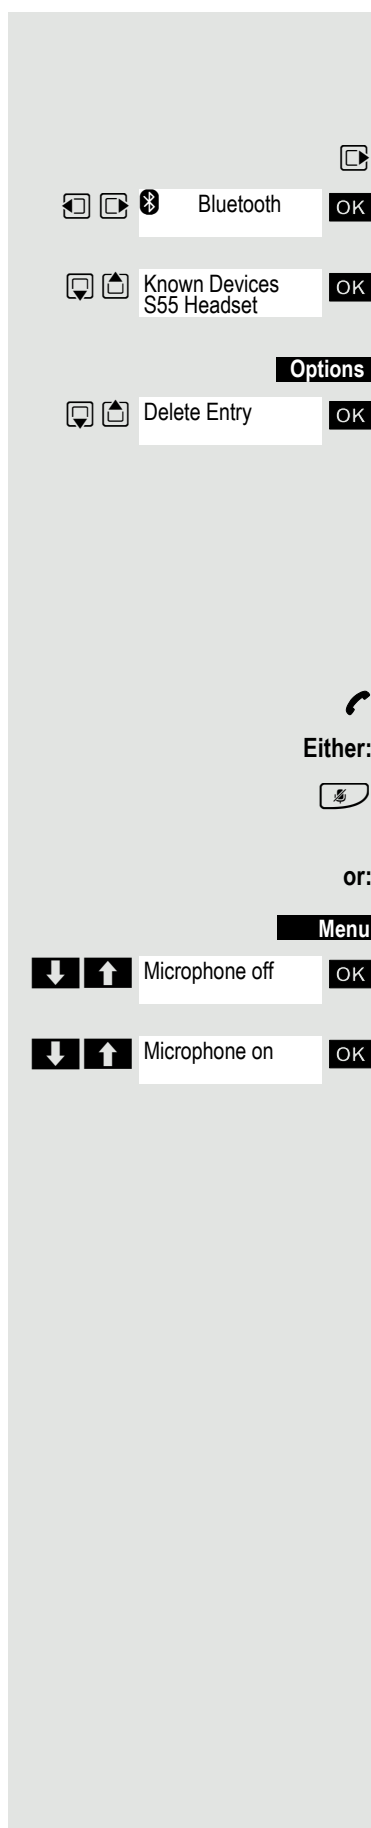 Bluetooth OK
Known Devices OK
S55 Headset
Options
Delete Entry OK
Either:
or:
Menu
Microphone off OK
Microphone on OK